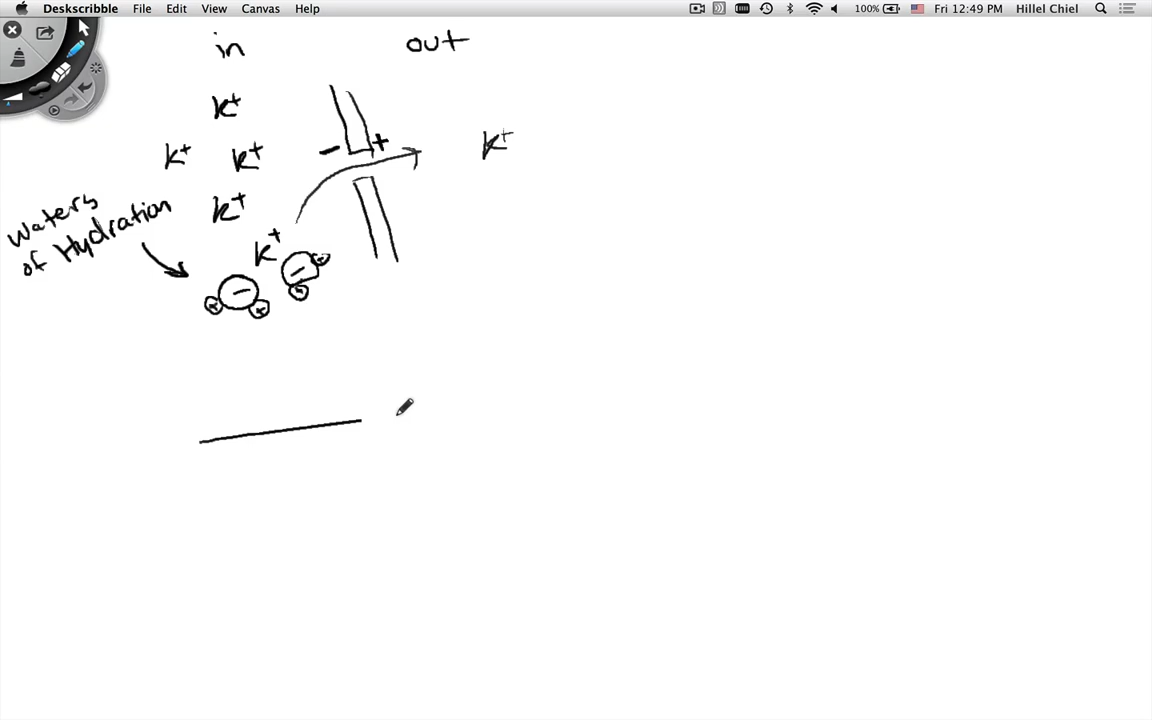 Deskscribble File Edit View Canvas Help 100% Fri 12:49 PM Hillel Chiel
in out
K+
K+ K+ - + K+
K+
Waters
of Hydration
K+
-
+
- + +
+ +